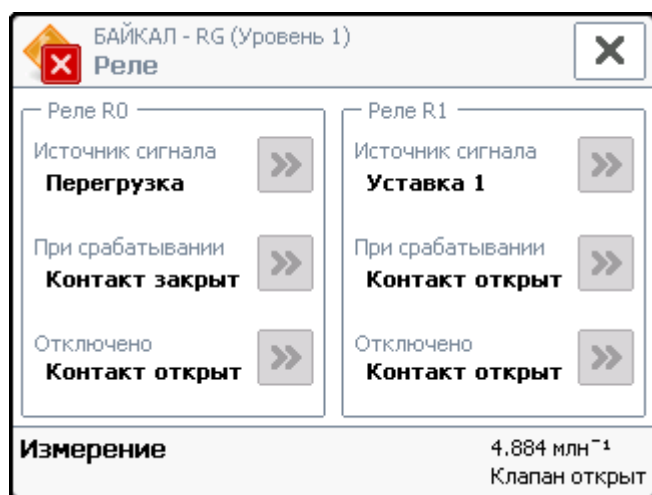 БАЙКАЛ - RG (Уровень 1)
Реле
Реле R0
Источник сигнала
Перегрузка
При срабатывании
Контакт закрыт
Отключено
Контакт открыт
Реле R1
Источник сигнала
Уставка 1
При срабатывании
Контакт открыт
Отключено
Контакт открыт
Измерение
4.884 млн⁻¹
Клапан открыт